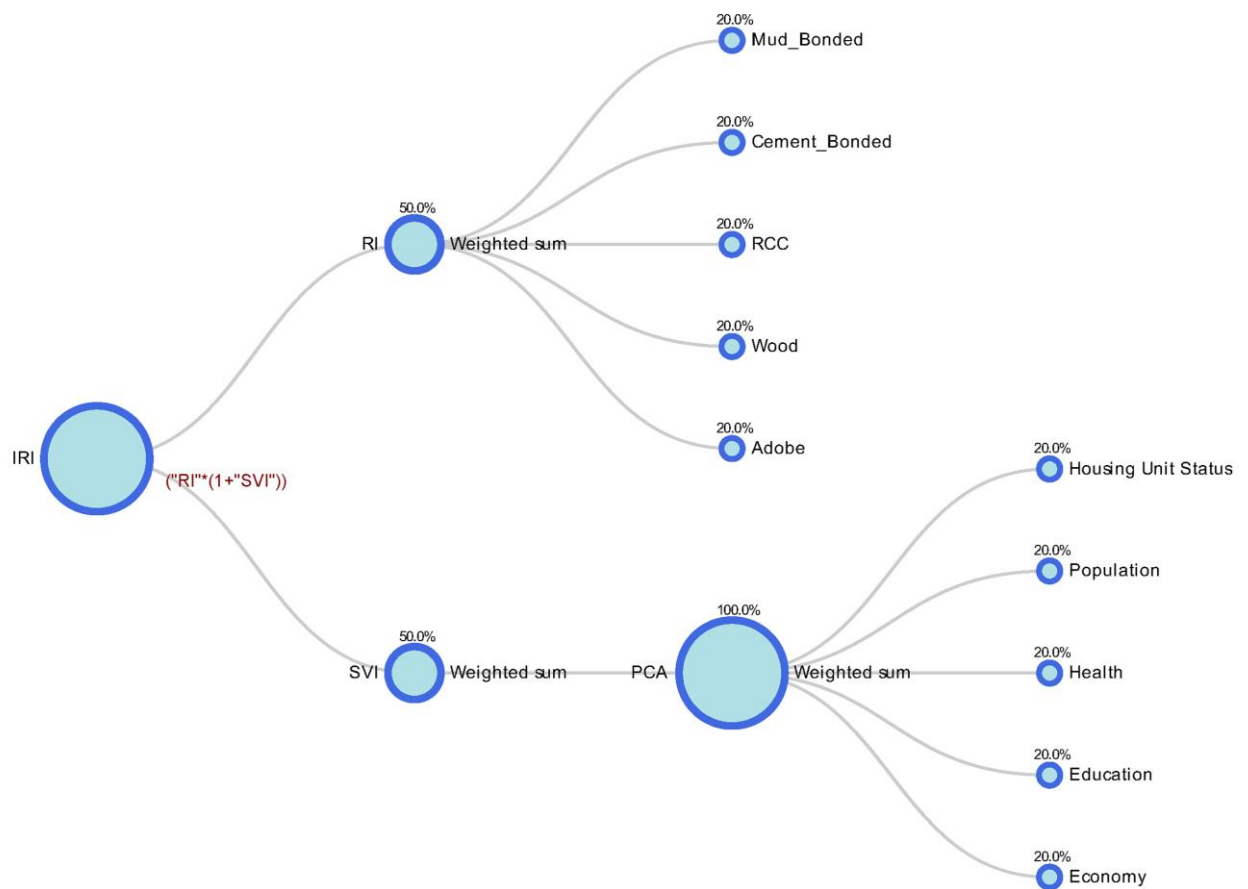 20.0%
Mud_Bonded
20.0%
Cement_Bonded
50.0%
RI
Weighted sum
20.0%
RCC
20.0%
Wood
20.0%
Adobe
IRI
("RI"*(1+"SVI"))
20.0%
Housing Unit Status
20.0%
Population
50.0%
SVI
Weighted sum
100.0%
PCA
Weighted sum
20.0%
Health
20.0%
Education
20.0%
Economy